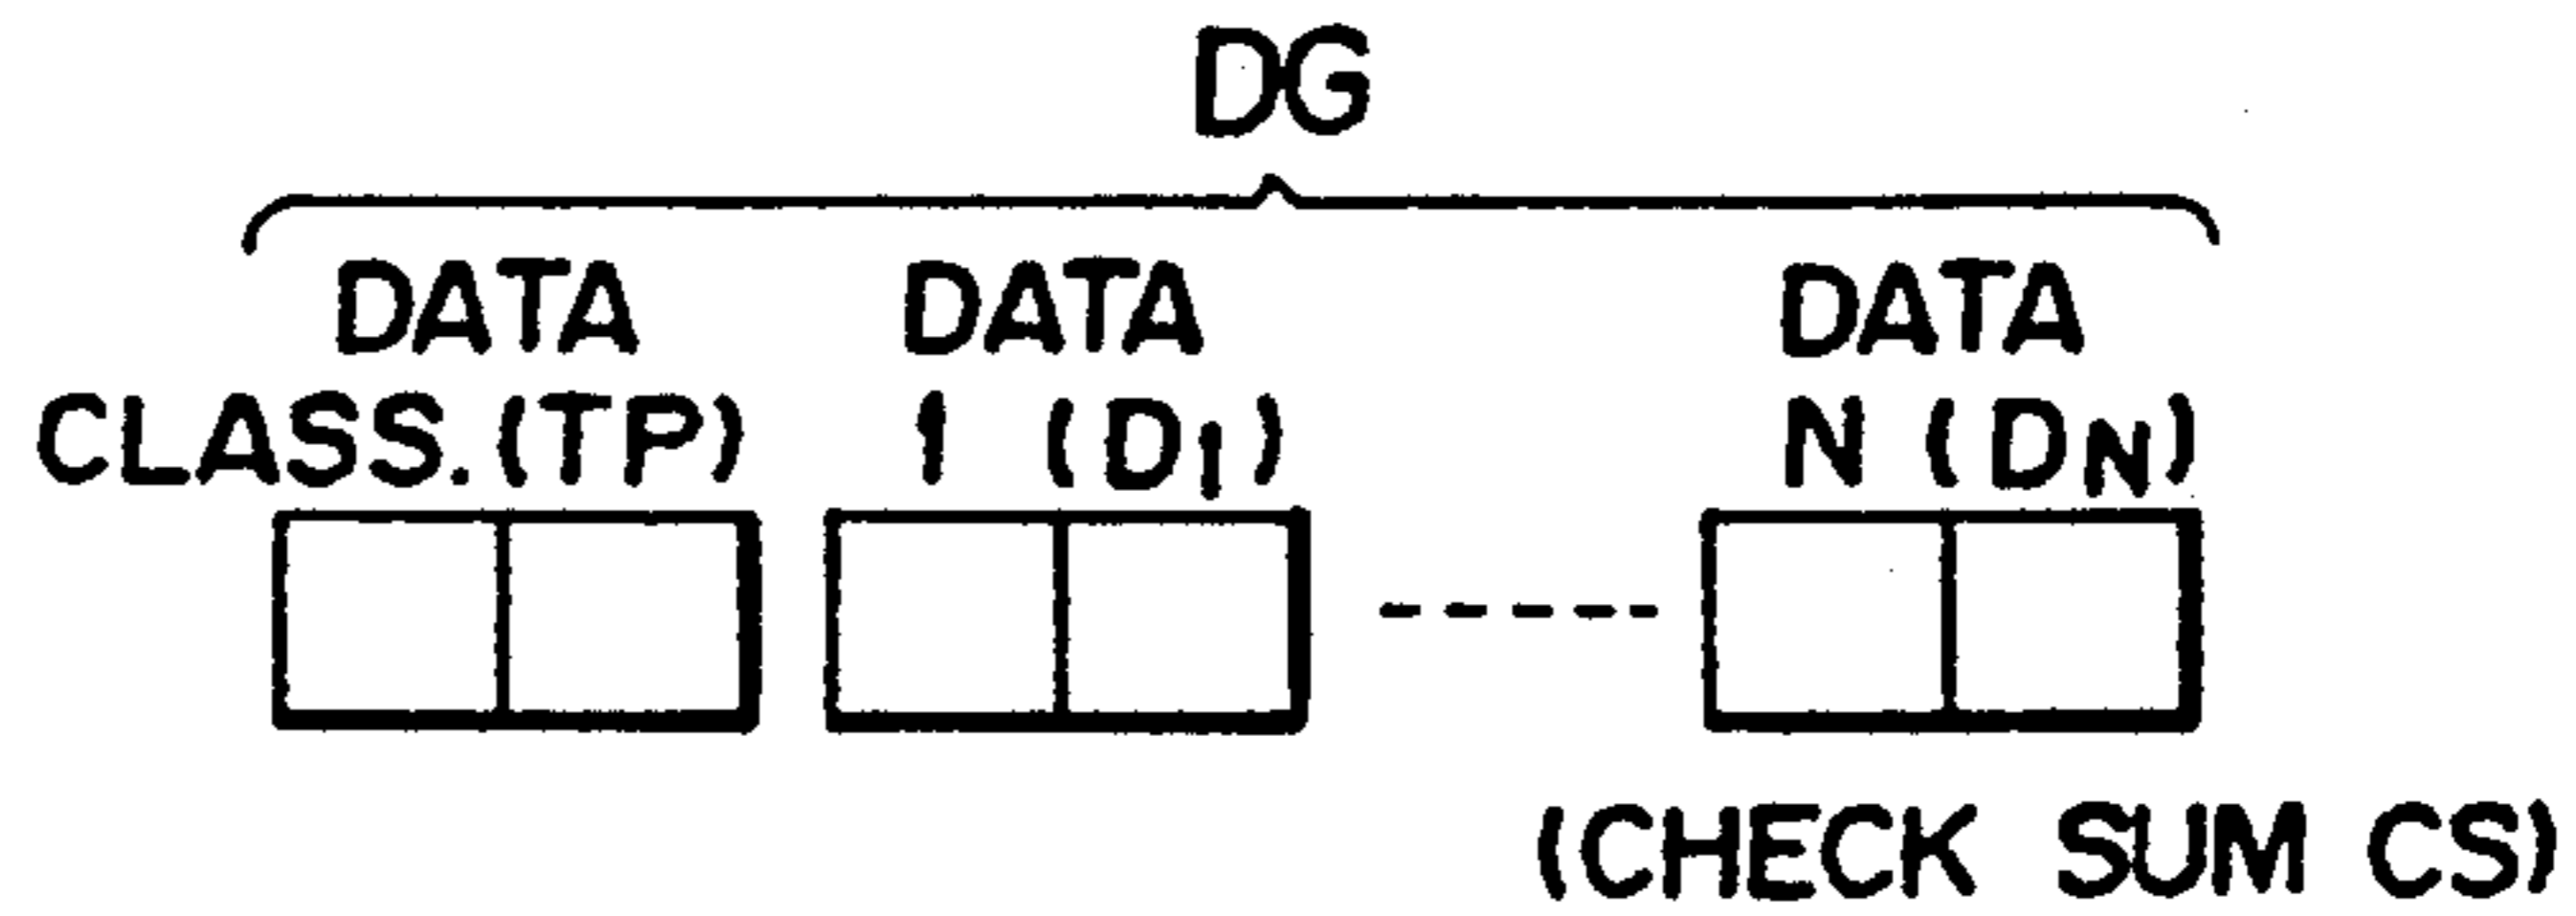 DG
DATA DATA DATA
CLASS.(TP) 1 (D1) N (DN)
(CHECK SUM CS)